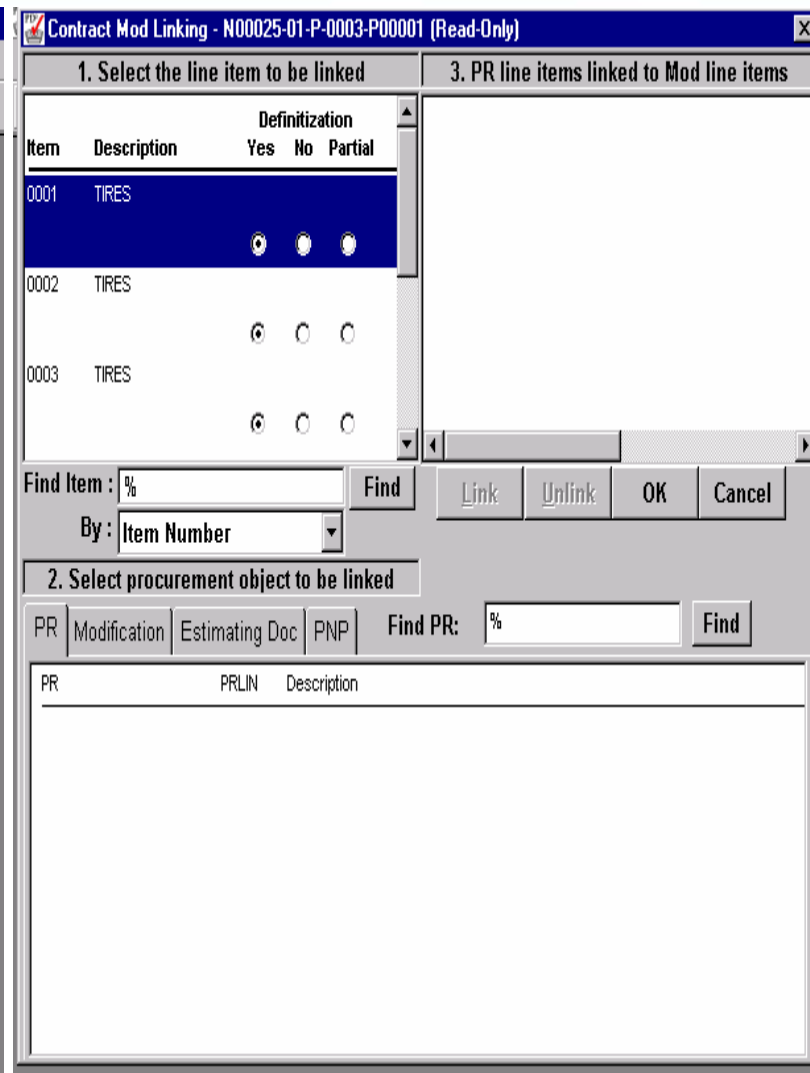 Contract Mod Linking - N00025-01-P-0003-P00001 (Read-Only)
1. Select the line item to be linked
3. PR line items linked to Mod line items
Definitization
Item Description Yes No Partial
0001 TIRES
0002 TIRES
0003 TIRES
Find Item : % Find
Link Unlink OK Cancel
By : Item Number
2. Select procurement object to be linked
PR Modification Estimating Doc PNP Find PR: % Find
PR PRLIN Description